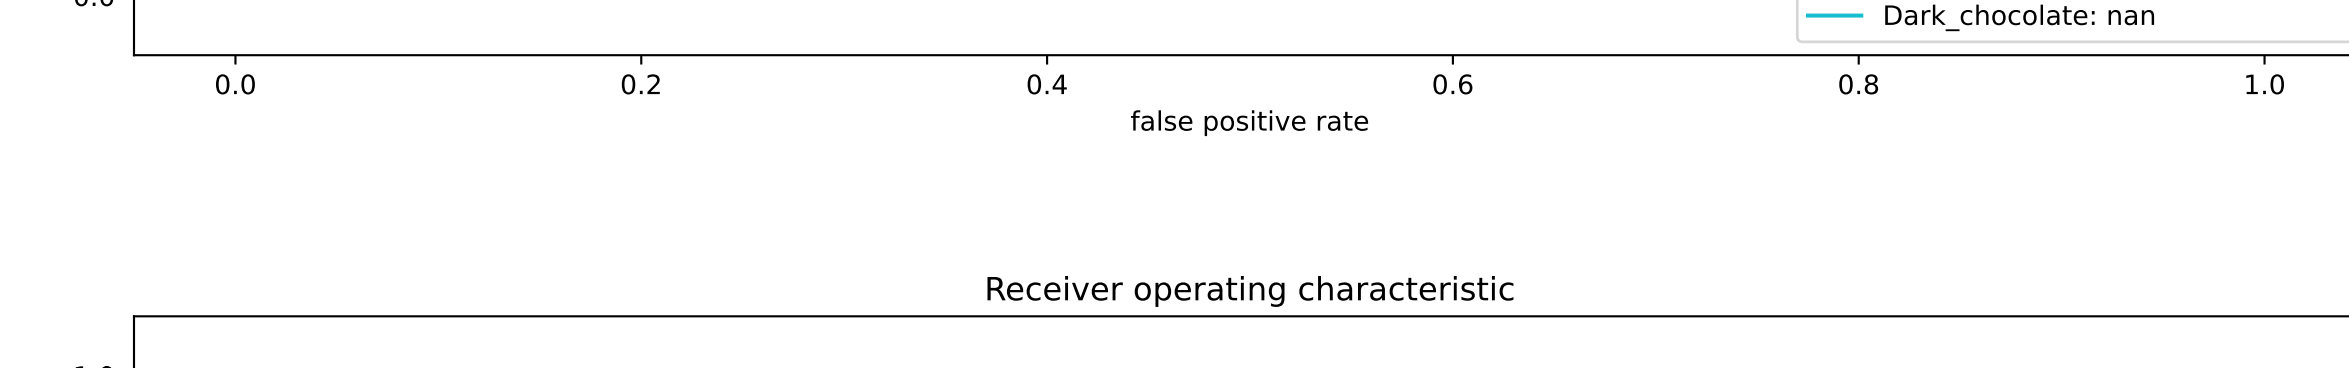 Dark_chocolate: nan
0.0 0.2 0.4 0.6 0.8 1.0
false positive rate
Receiver operating characteristic